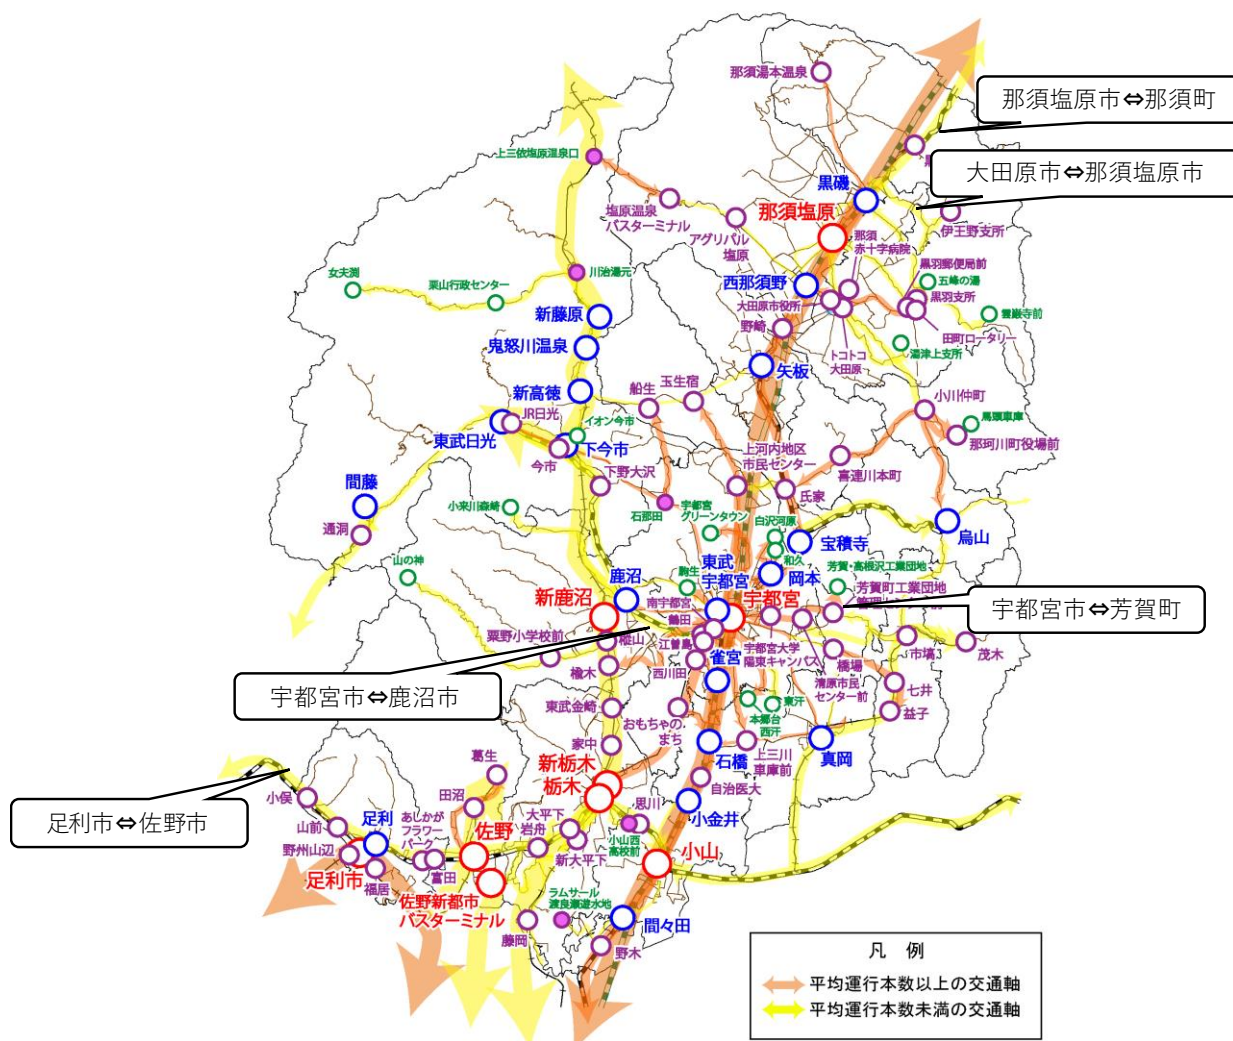 那須湯本温泉
那須塩原市⇔那須町
上三依塩原温泉口
黒磯
大田原市⇔那須塩原市
塩原温泉
バスターミナル
那須塩原
アグリパル
塩原
那須
赤十字病院
伊王野支所
女夫渕
栗山行政センター
川治湯元
西那須野
黒羽郵便局前
五峰の湯
大田原市役所
黒羽支所
雲巌寺前
新藤原
野崎
田町ロータリー
鬼怒川温泉
トコトコ
大田原
湯津上支所
矢板
新高徳
船生
玉生宿
小川仲町
JR日光
イオン今市
馬頭車庫
東武日光
下今市
今市
那珂川町役場前
上河内地区
市民センター
喜連川本町
下野大沢
氏家
間藤
小来川森崎
石那田
宇都宮
グリーンタウン
白沢河原
通洞
宝積寺
烏山
和久
山の神
東武
宇都宮
岡本
芳賀・高根沢工業団地
駒生
鹿沼
芳賀町工業団地
新鹿沼
南宇都宮
宇都宮
宇都宮市⇔芳賀町
鶴田
粟野小学校前
樅山
江曽島
雀宮
宇都宮大学
陽東キャンパス
市塙
茂木
橋場
楡木
西川田
清原市民
センター前
七井
宇都宮市⇔鹿沼市
東武金崎
おもちゃの
まち
本郷台
西汗
東汗
益子
家中
石橋
上三川
車庫前
真岡
新栃木
葛生
栃木
自治医大
小俣
田沼
足利市⇔佐野市
山前
足利
あしかが
フラワー
パーク
大平下
岩舟
思川
小金井
佐野
小山西
高校前
野州山辺
小山
足利市
福居
富田
新大平下
佐野新都市
バスターミナル
ラムサール
渡良瀬遊水地
藤岡
間々田
野木
凡 例
平均運行本数以上の交通軸
平均運行本数未満の交通軸